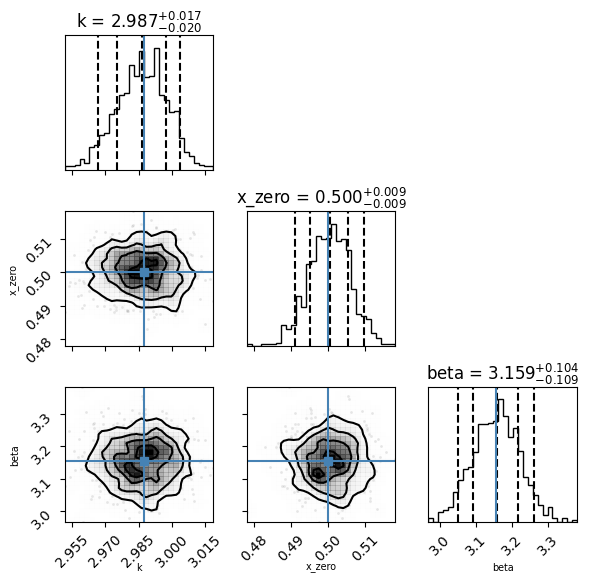 k = 2.987+0.017 −0.020
x_zero = 0.500+0.009 −0.009
x_zero
0.51
0.50
0.49
0.48
beta = 3.159+0.104 −0.109
beta
3.3
3.2
3.1
3.0
2.955 2.970 2.985 3.000 3.015
k
0.48 0.49 0.50 0.51
x_zero
3.0 3.1 3.2 3.3
beta